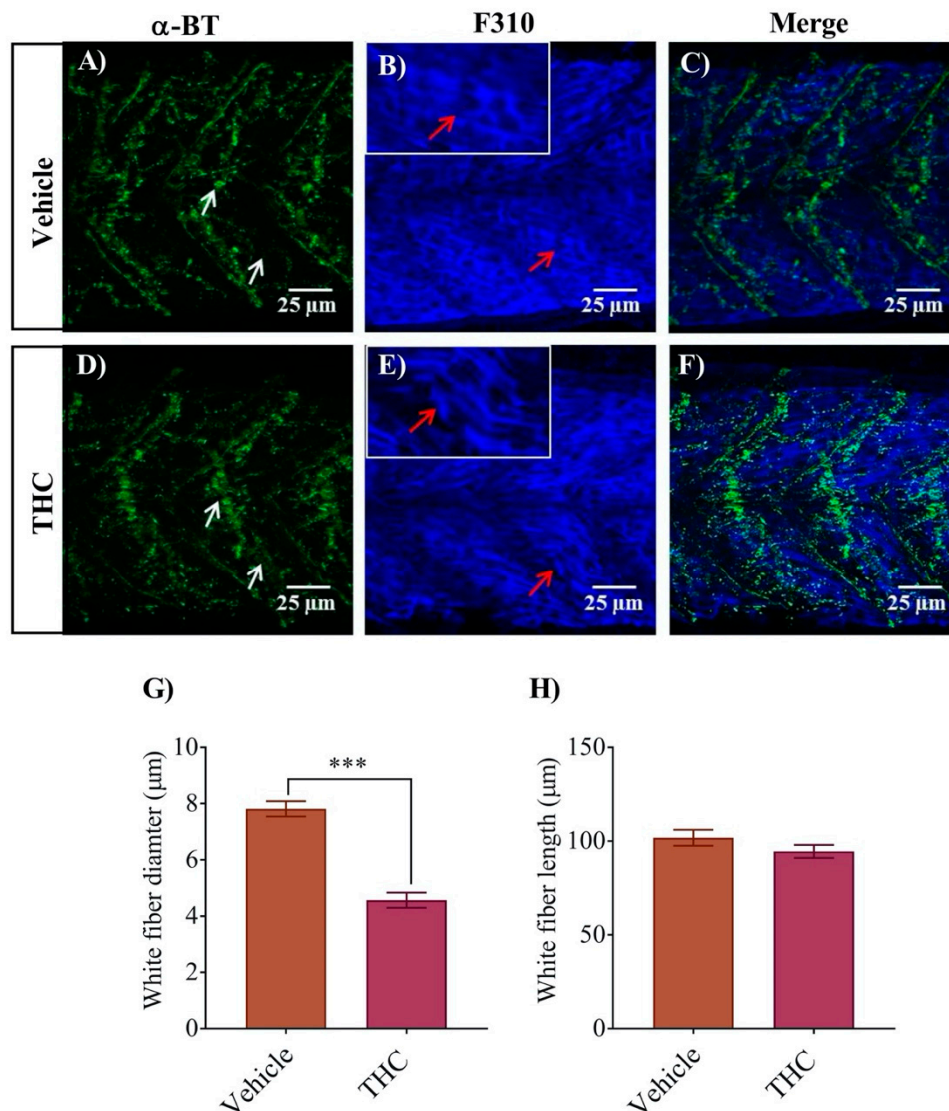 α-BT F310 Merge
Vehicle
A) B) C)
25 µm 25 µm 25 µm
THC
D) E) F)
25 µm 25 µm 25 µm
G)
White fiber diamter (µm)
10
8
6
4
2
0
***
Vehicle THC
H)
White fiber length (µm)
150
100
50
0
Vehicle THC